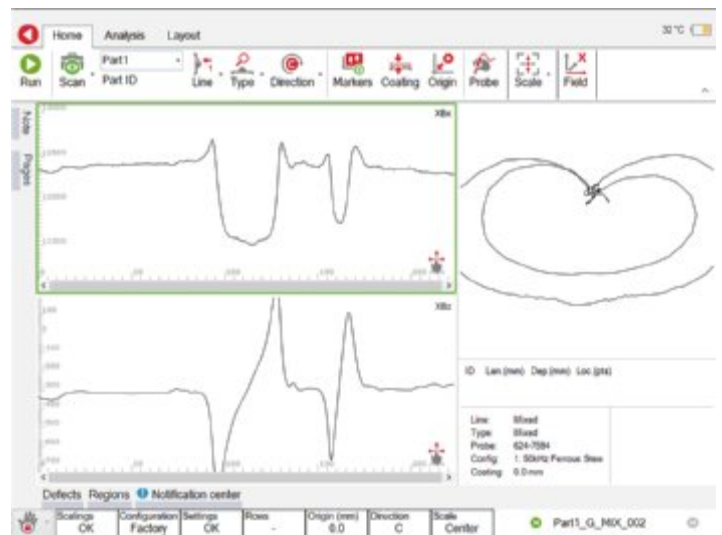 Home Analysis Layout 32°C
Part1
Run Scan Part ID Line Type Direction Markers Coating Origin Probe Scale Field
Note
Pages
XBx
XBz
ID Len (mm) Dep (mm) Loc (pts)
Line: Mixed
Type: Mixed
Probe: 624-7584
Config: 1. 50kHz Ferrous Stee
Coating 0.0 mm
Defects Regions Notification center
Scalings Configuration Settings Rows Origin (mm) Direction Scale
OK Factory OK - 0.0 C Center
Part1_G_MIX_002